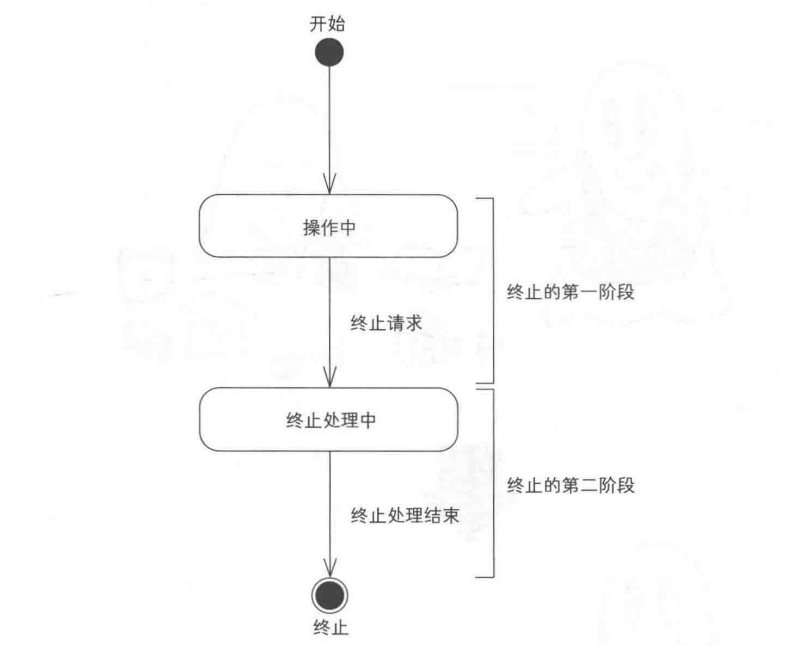 开始
操作中
终止的第一阶段
终止请求
终止处理中
终止的第二阶段
终止处理结束
终止